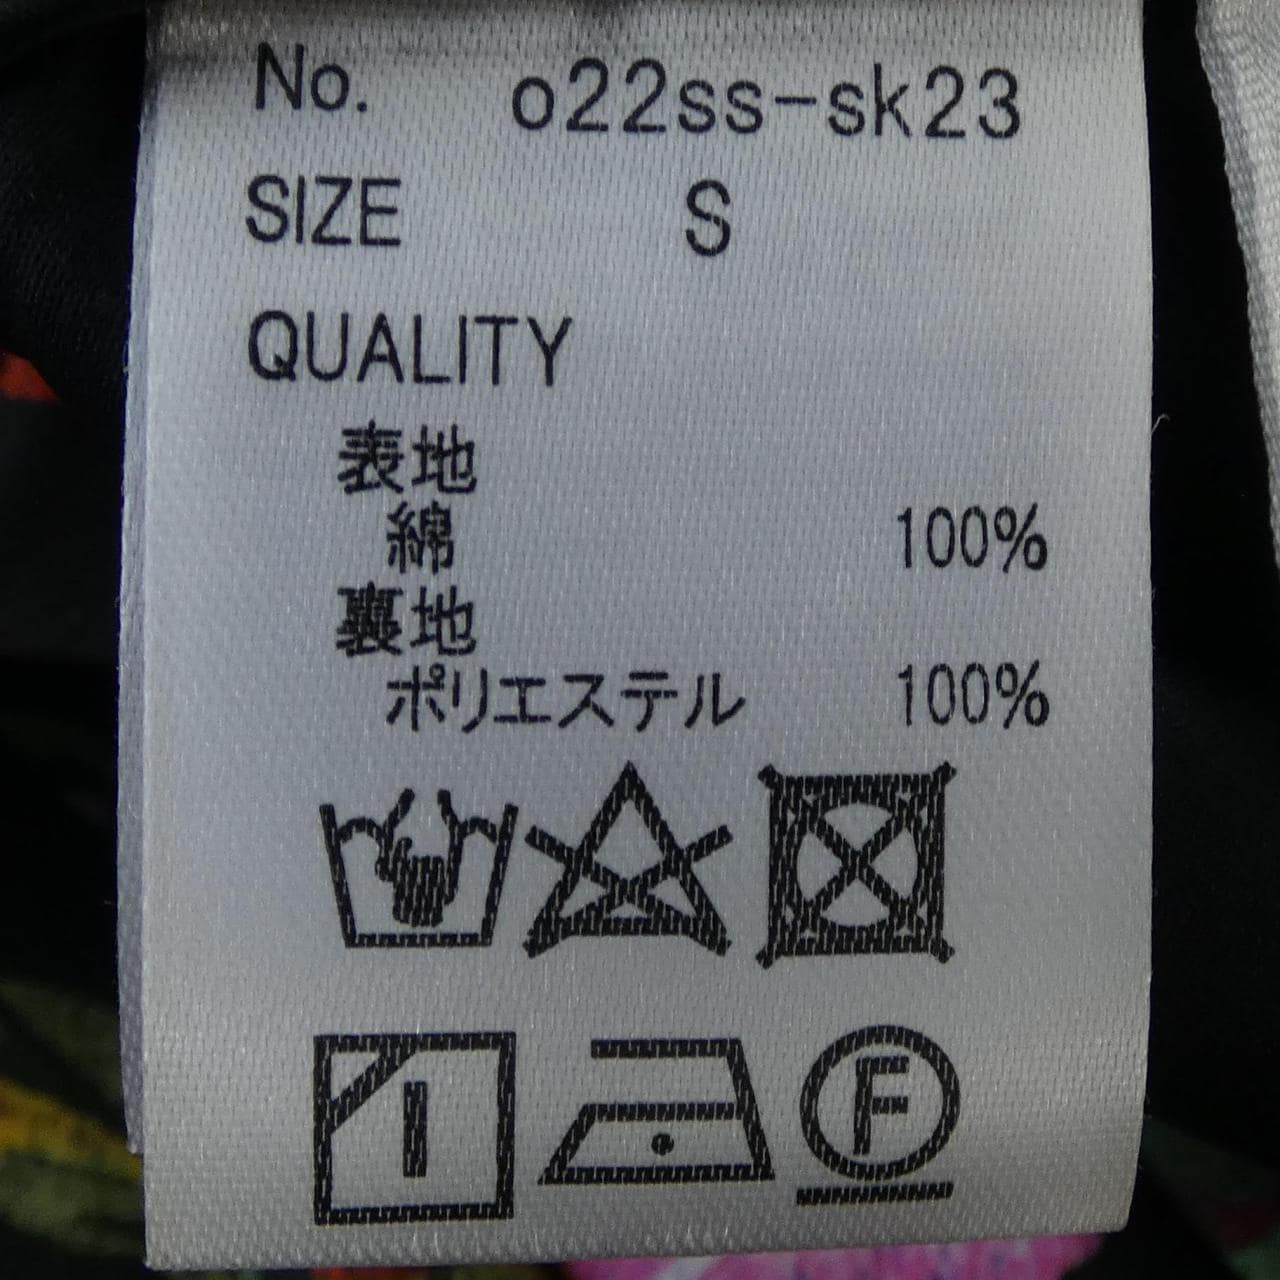 No. o22ss-sk23
SIZE S
QUALITY
表地
綿 100%
裏地
ポリエステル 100%
F